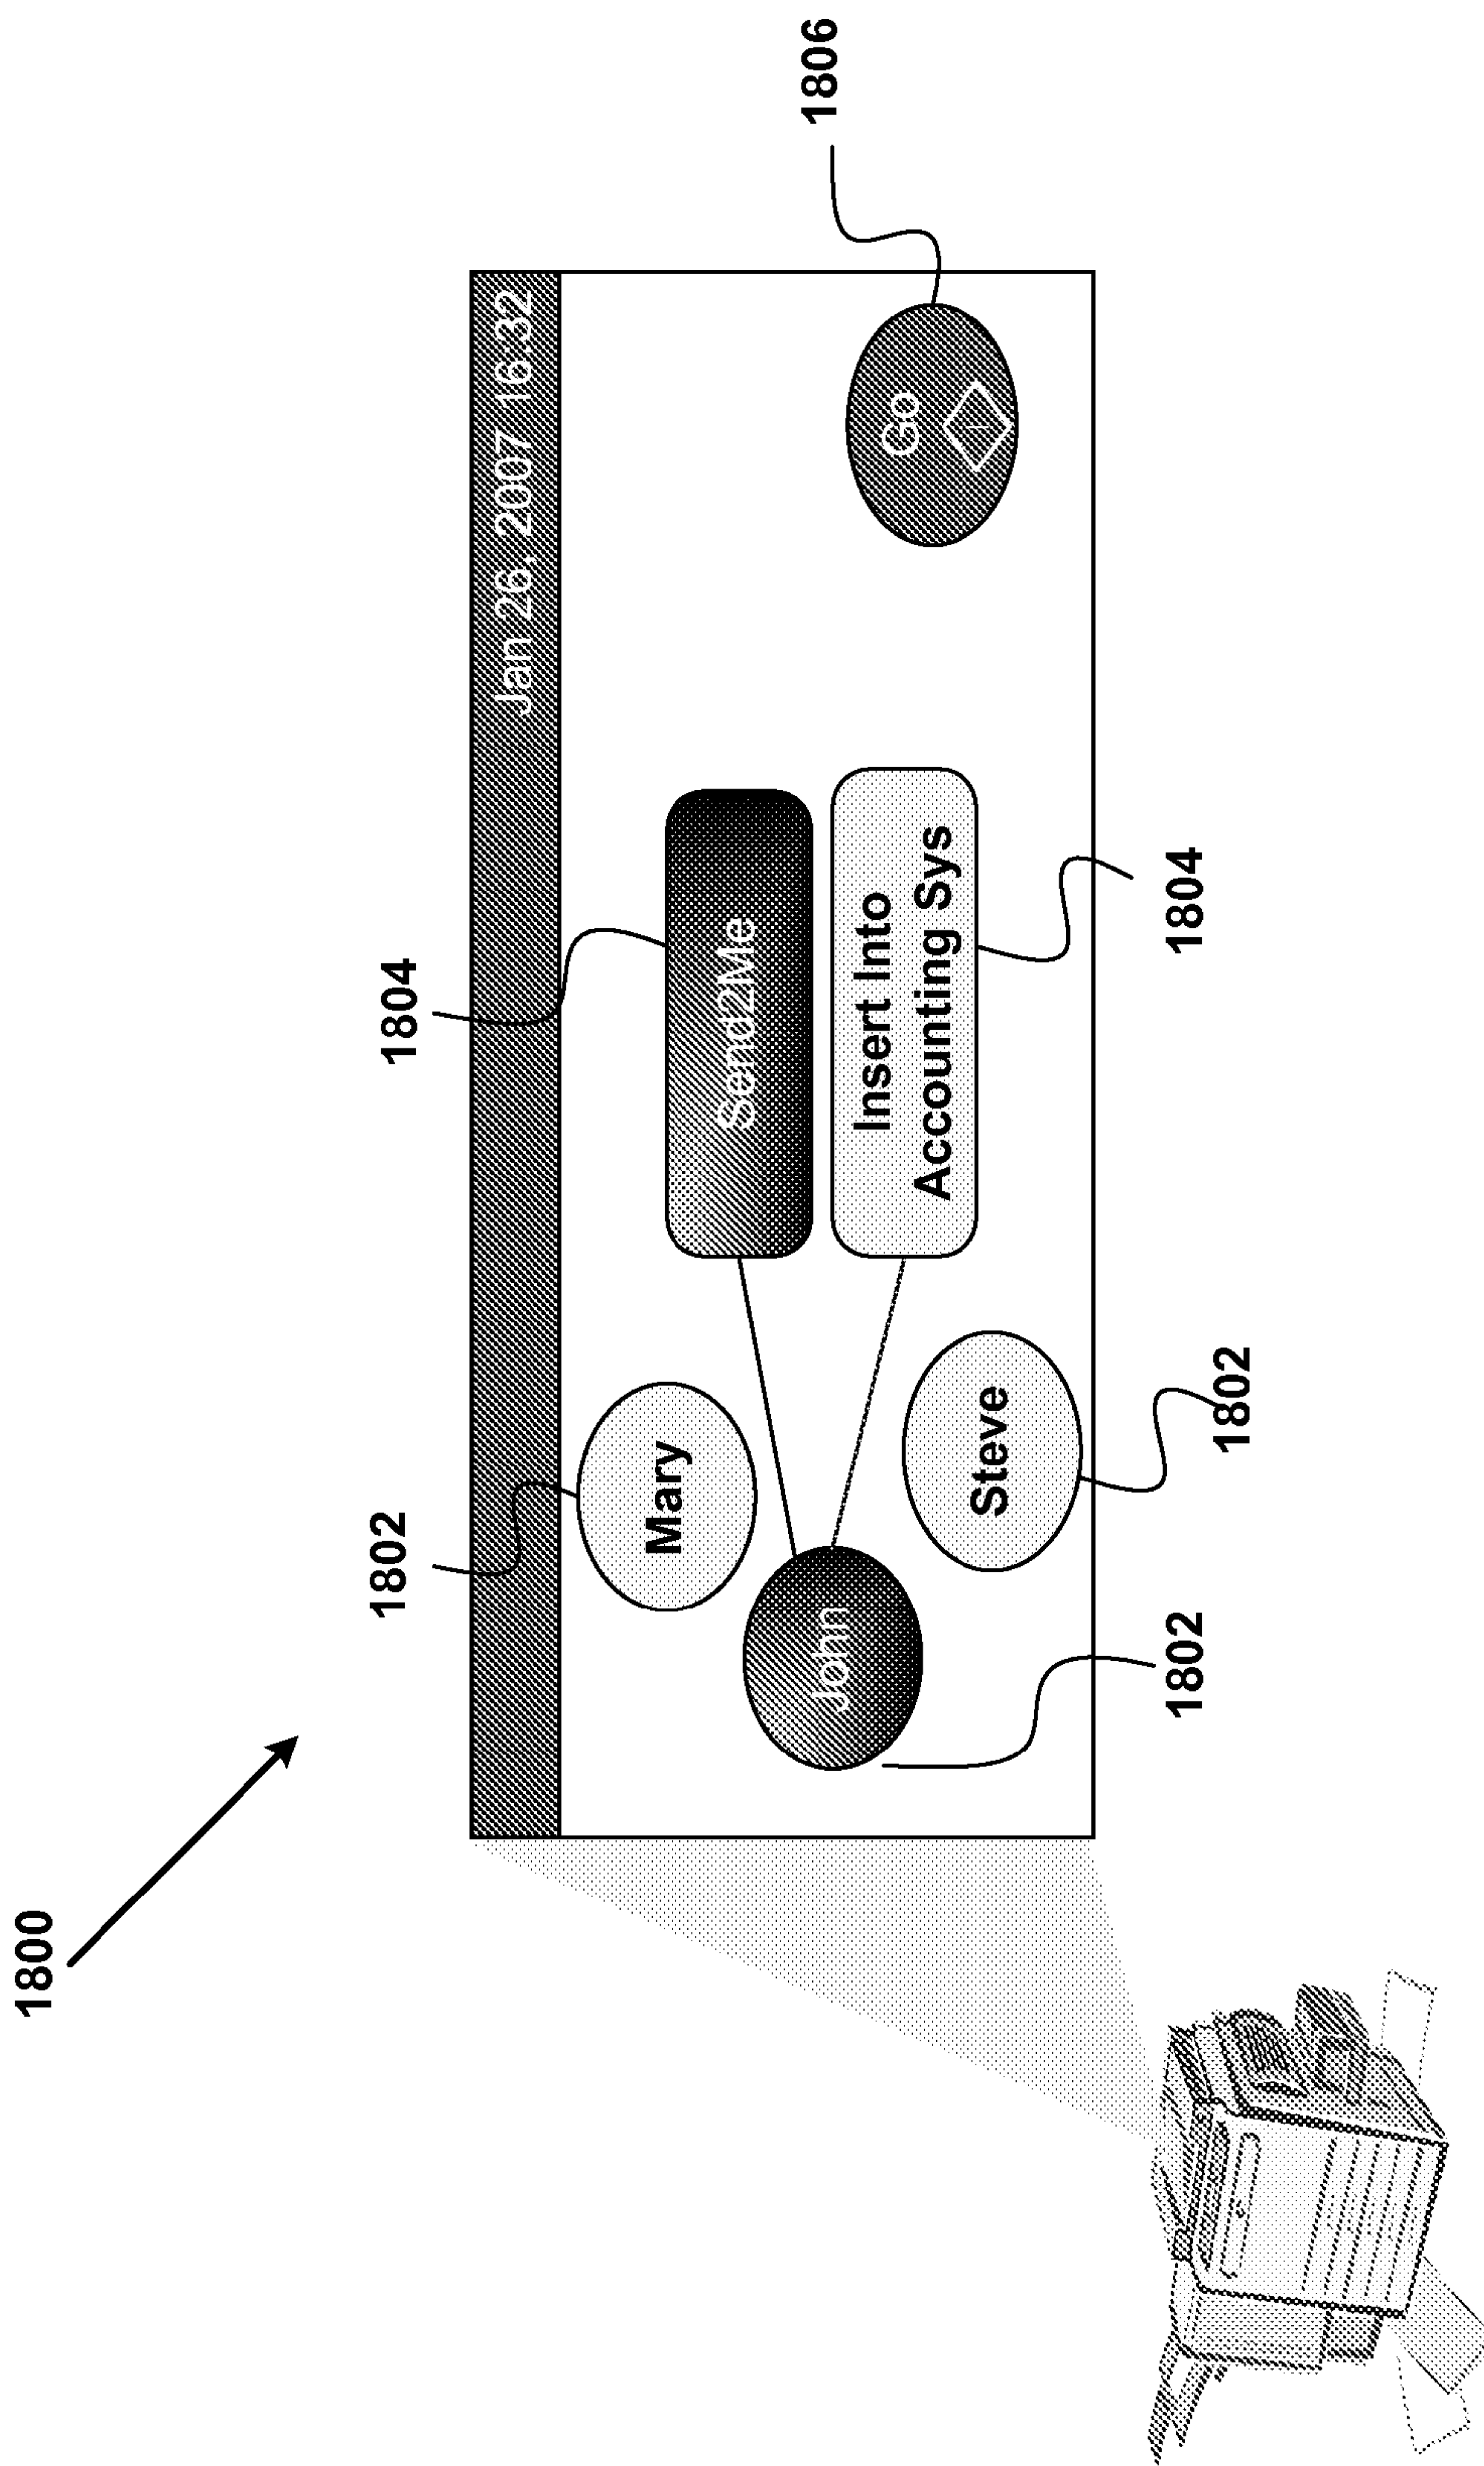 1800
Jan 26, 2007 16:32
1802
1804
Mary
Send2Me
John
Insert Into
Accounting Sys
Steve
Go
1806
1802
1802
1804